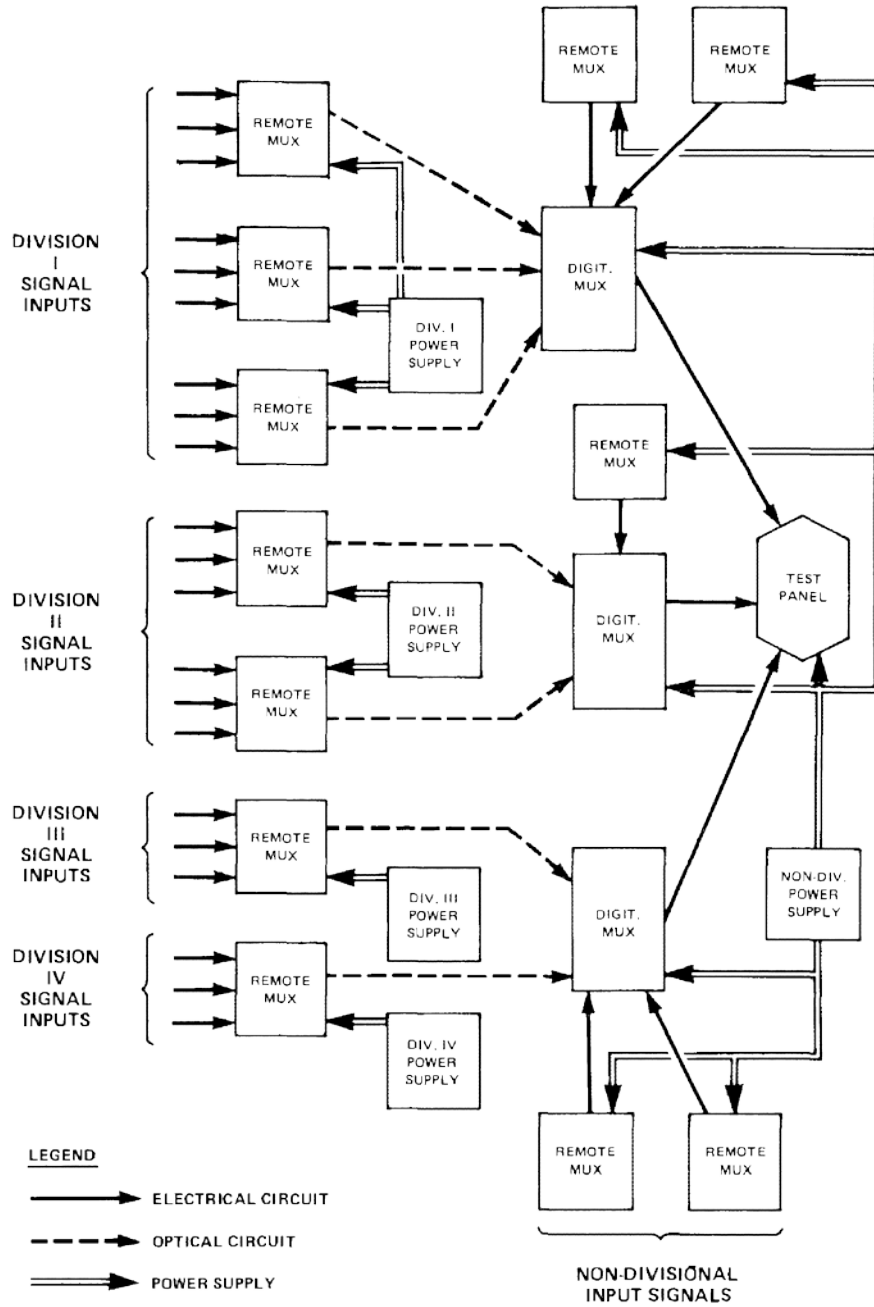 REMOTE
MUX
REMOTE
MUX
REMOTE
MUX
DIVISION
I
SIGNAL
INPUTS
REMOTE
MUX
DIGIT.
MUX
DIV. I
POWER
SUPPLY
REMOTE
MUX
REMOTE
MUX
DIVISION
II
SIGNAL
INPUTS
REMOTE
MUX
DIV. II
POWER
SUPPLY
DIGIT.
MUX
TEST
PANEL
REMOTE
MUX
DIVISION
III
SIGNAL
INPUTS
REMOTE
MUX
DIV. III
POWER
SUPPLY
DIGIT.
MUX
NON-DIV.
POWER
SUPPLY
DIVISION
IV
SIGNAL
INPUTS
REMOTE
MUX
DIV. IV
POWER
SUPPLY
REMOTE
MUX
REMOTE
MUX
LEGEND
ELECTRICAL CIRCUIT
OPTICAL CIRCUIT
POWER SUPPLY
NON-DIVISIONAL
INPUT SIGNALS